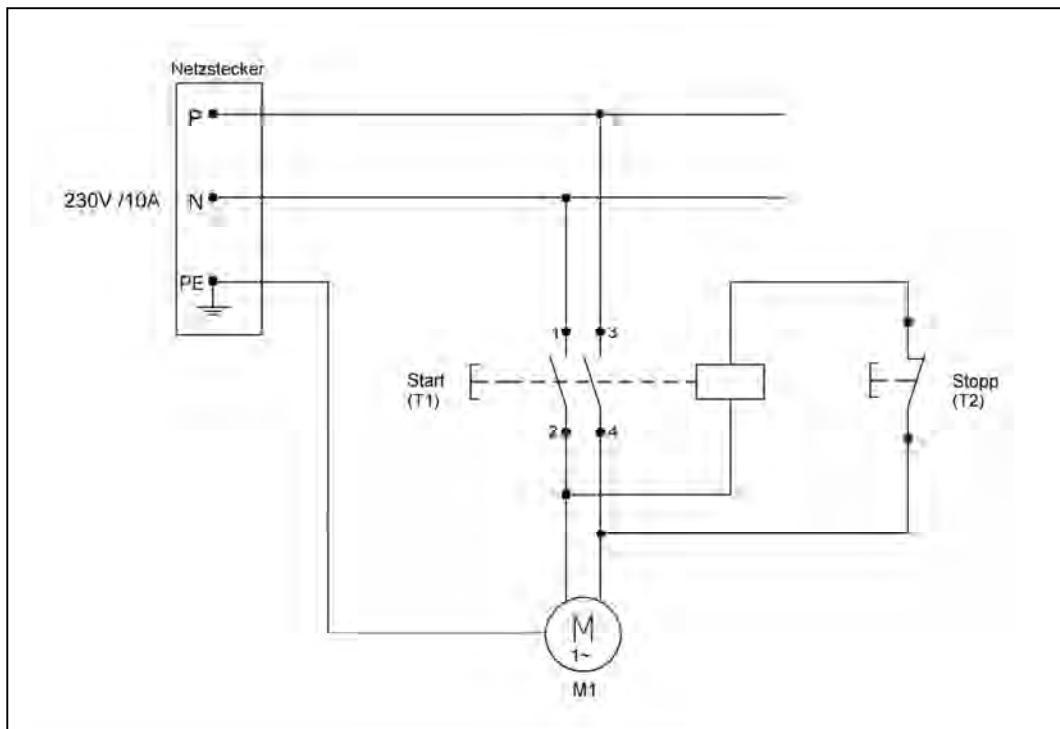 Netzstecker
P
230V /10A
N
PE
1
3
Start
(T1)
Stopp
(T2)
2
4
M
1~
M1